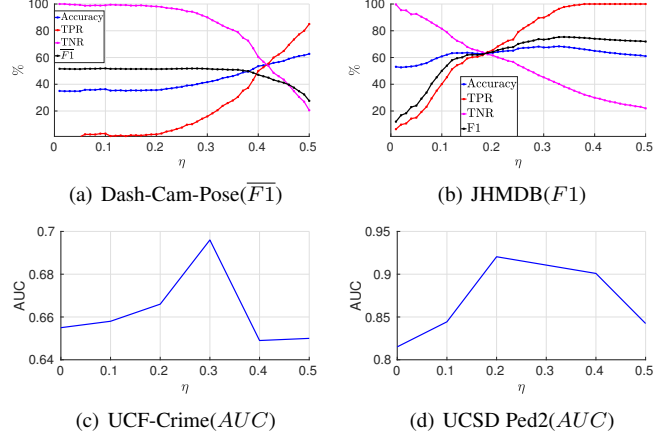 100
80
60
40
20
%
Accuracy
TPR
TNR
F1
0 0.1 0.2 0.3 0.4 0.5
η
(a) Dash-Cam-Pose(F1)
100
80
60
40
20
%
Accuracy
TPR
TNR
F1
0 0.1 0.2 0.3 0.4 0.5
η
(b) JHMDB(F1)
0.7
0.68
0.66
0.64
AUC
0 0.1 0.2 0.3 0.4 0.5
η
(c) UCF-Crime(AUC)
0.95
0.9
0.85
0.8
AUC
0 0.1 0.2 0.3 0.4 0.5
η
(d) UCSD Ped2(AUC)